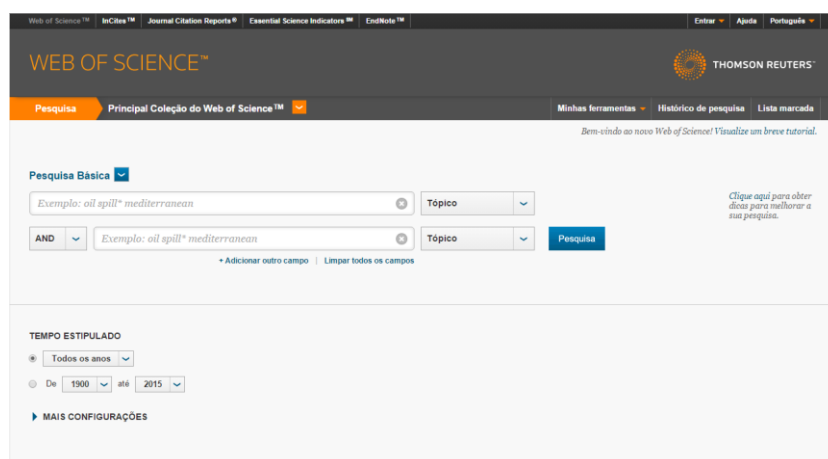 Web of Science™ InCites™ Journal Citation Reports® Essential Science Indicators℠ EndNote™ Entrar Ajuda Português
WEB OF SCIENCE™
THOMSON REUTERS™
Pesquisa Principal Coleção do Web of Science™ Minhas ferramentas Histórico de pesquisa Lista marcada
Bem-vindo ao novo Web of Science! Visualize um breve tutorial.
Pesquisa Básica
Exemplo: oil spill* mediterranean Tópico
Clique aqui para obter
dicas para melhorar a
sua pesquisa.
AND Exemplo: oil spill* mediterranean Tópico Pesquisa
+ Adicionar outro campo | Limpar todos os campos
TEMPO ESTIPULADO
Todos os anos
De 1900 até 2015
MAIS CONFIGURAÇÕES